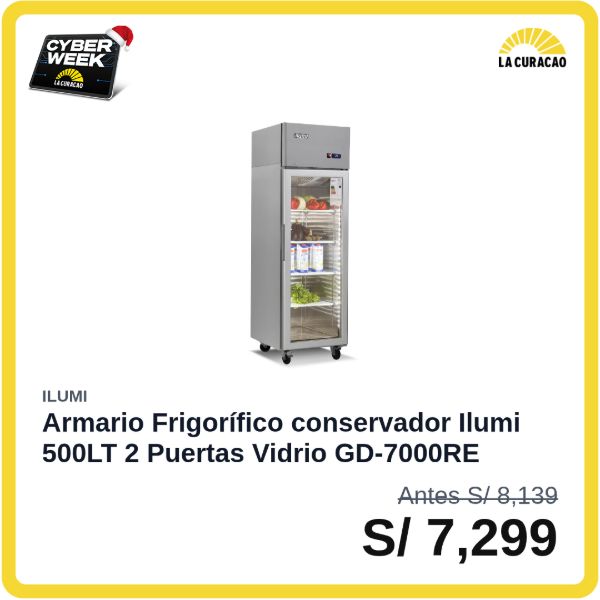 CYBER
WEEK
LA CURACAO
LA CURACAO
ILUMI
Armario Frigorífico conservador Ilumi
500LT 2 Puertas Vidrio GD-7000RE
Antes S/ 8,139
S/ 7,299